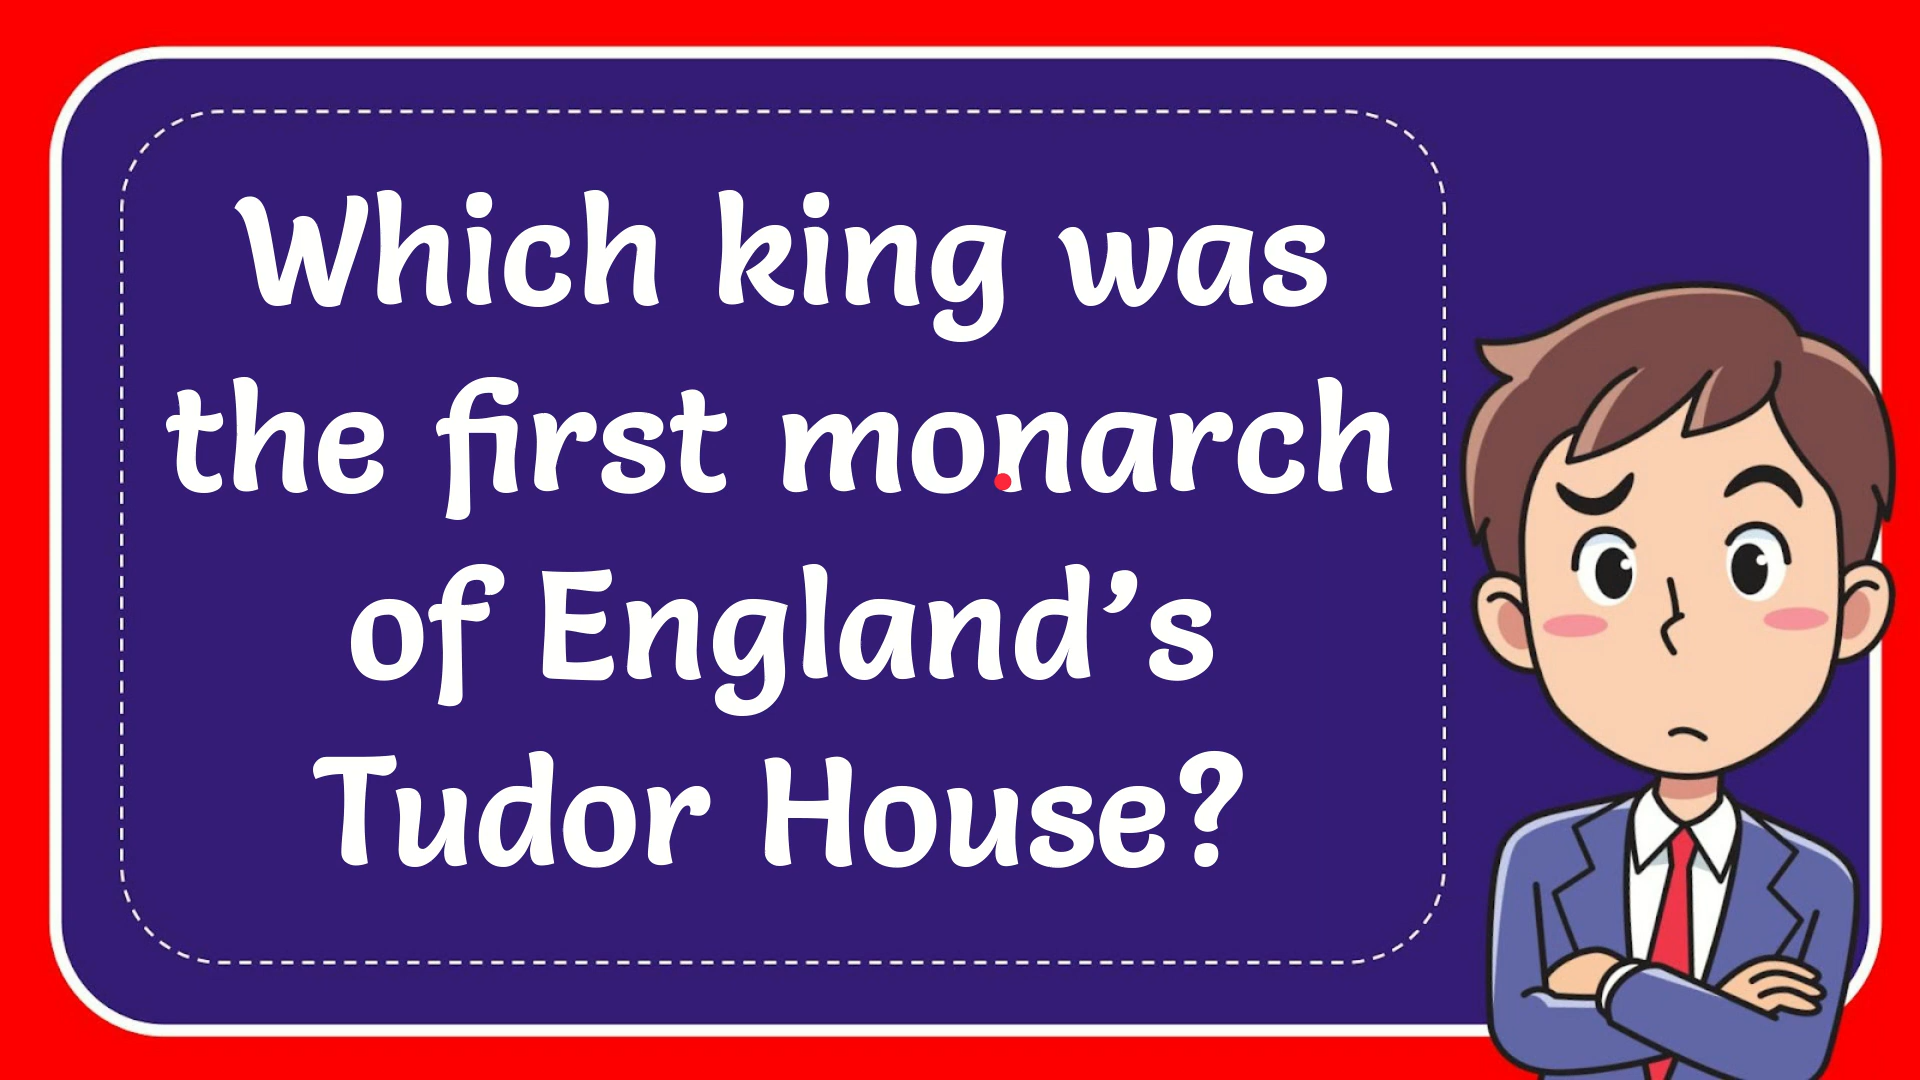 Which king was
the first monarch
of England’s
Tudor House?